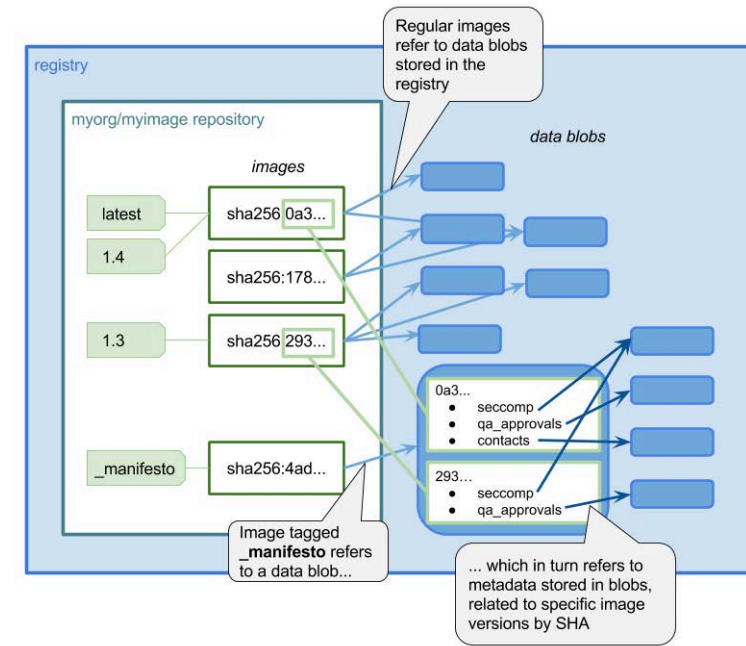 Regular images
refer to data blobs
stored in the
registry
registry
myorg/myimage repository
data blobs
images
latest
sha256:0a3...
1.4
sha256:178...
1.3
sha256:293...
0a3...
● seccomp
● qa_approvals
● contacts
_manifesto
sha256:4ad...
293...
● seccomp
● qa_approvals
Image tagged
_manifesto refers
to a data blob...
... which in turn refers to
metadata stored in blobs,
related to specific image
versions by SHA